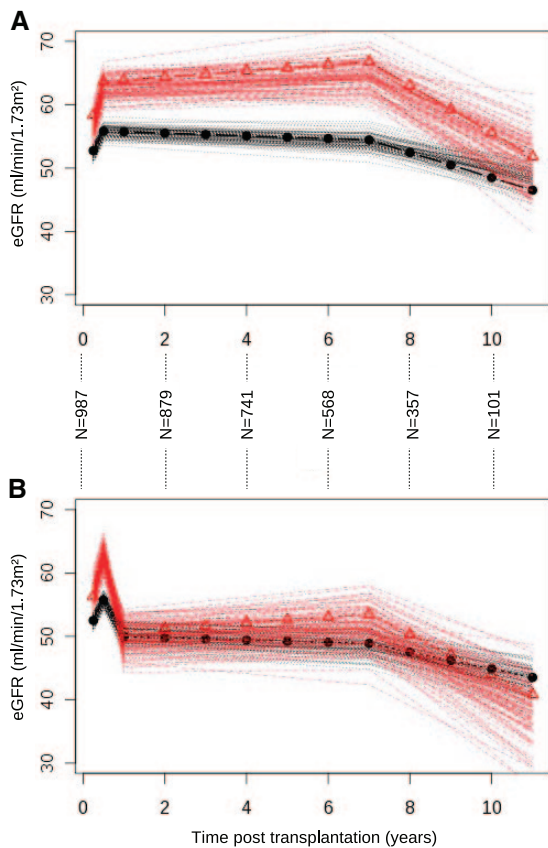 A
eGFR (ml/min/1.73m²)
70
60
50
40
30
0 2 4 6 8 10
N=987 N=879 N=741 N=568 N=357 N=101
B
eGFR (ml/min/1.73m²)
70
60
50
40
30
0 2 4 6 8 10
Time post transplantation (years)